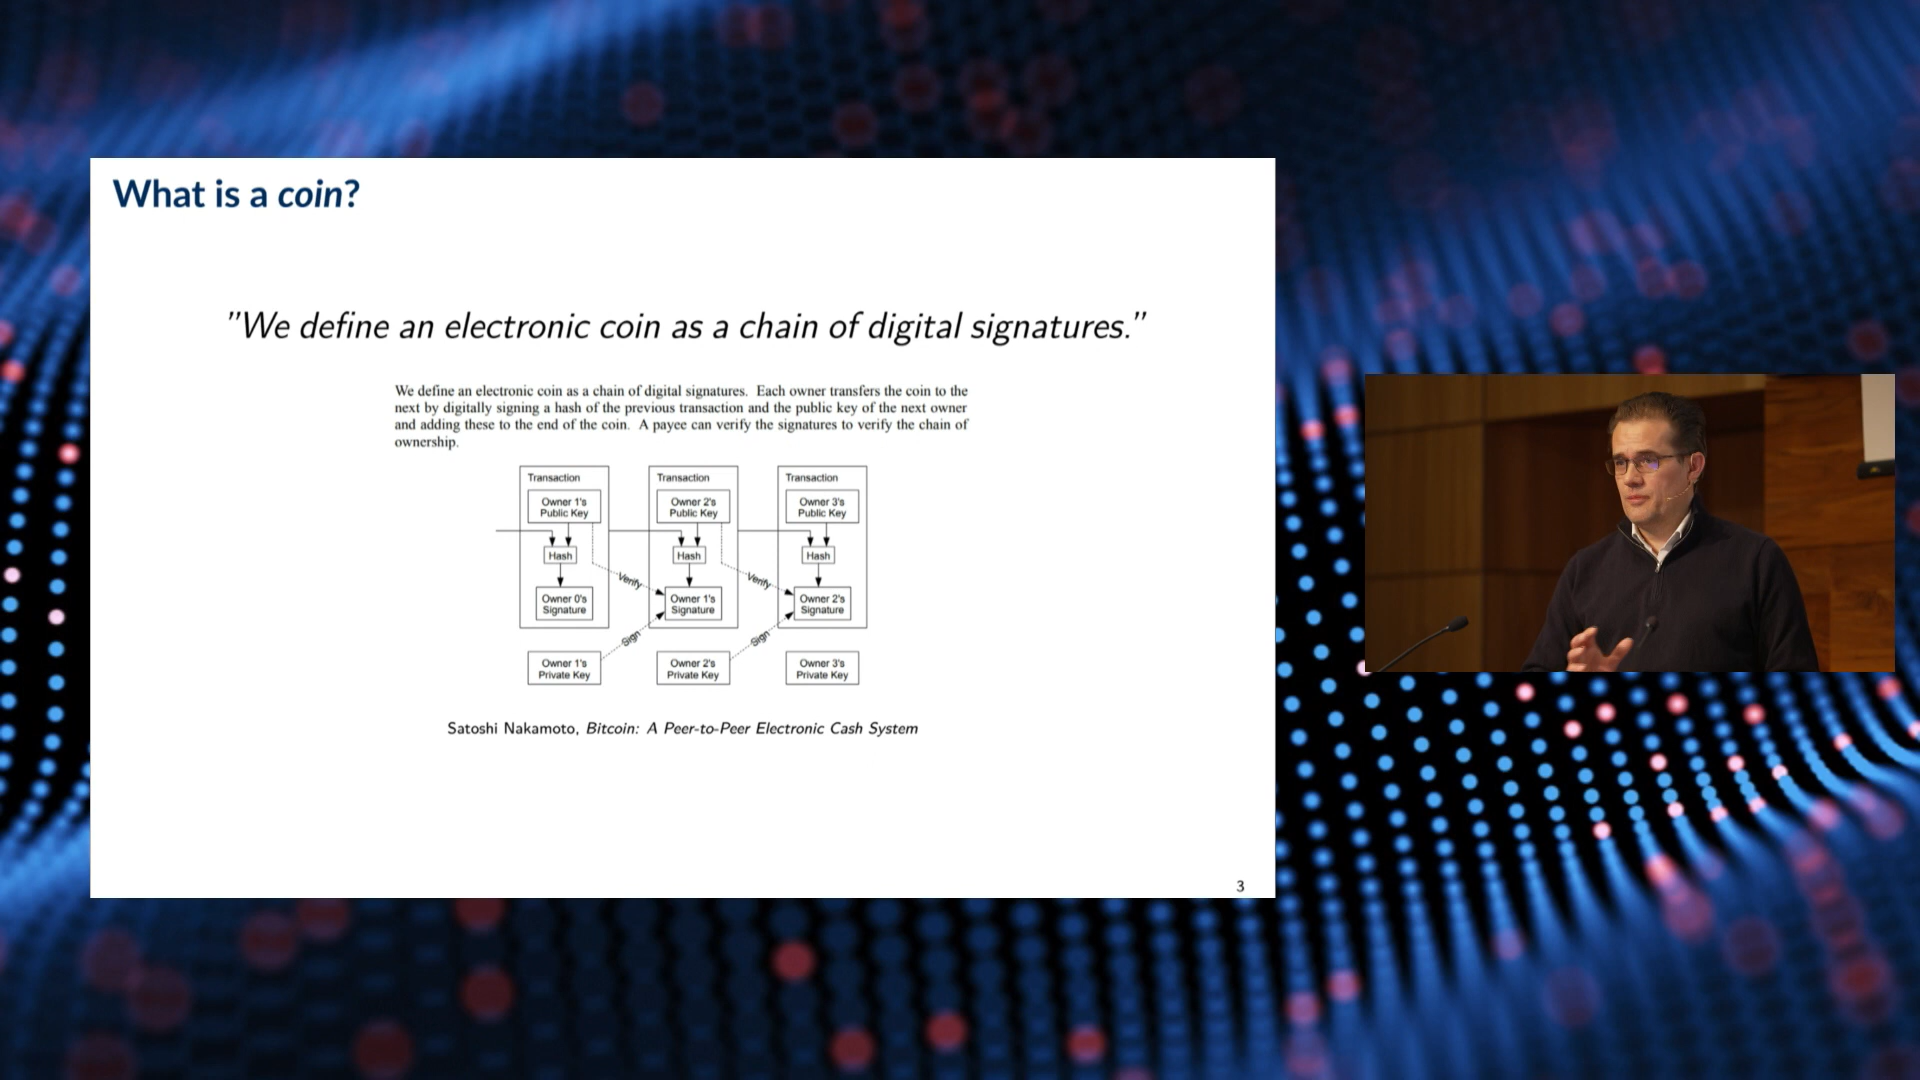 What is a coin?
"We define an electronic coin as a chain of digital signatures."
We define an electronic coin as a chain of digital signatures. Each owner transfers the coin to the
next by digitally signing a hash of the previous transaction and the public key of the next owner
and adding these to the end of the coin. A payee can verify the signatures to verify the chain of
ownership.
Transaction Transaction Transaction
Owner 1's Owner 2's Owner 3's
Public Key Public Key Public Key
Hash Hash Hash
Verify Verify
Owner 0's Owner 1's Owner 2's
Signature Signature Signature
Sign Sign
Owner 1's Owner 2's Owner 3's
Private Key Private Key Private Key
Satoshi Nakamoto, Bitcoin: A Peer-to-Peer Electronic Cash System
3